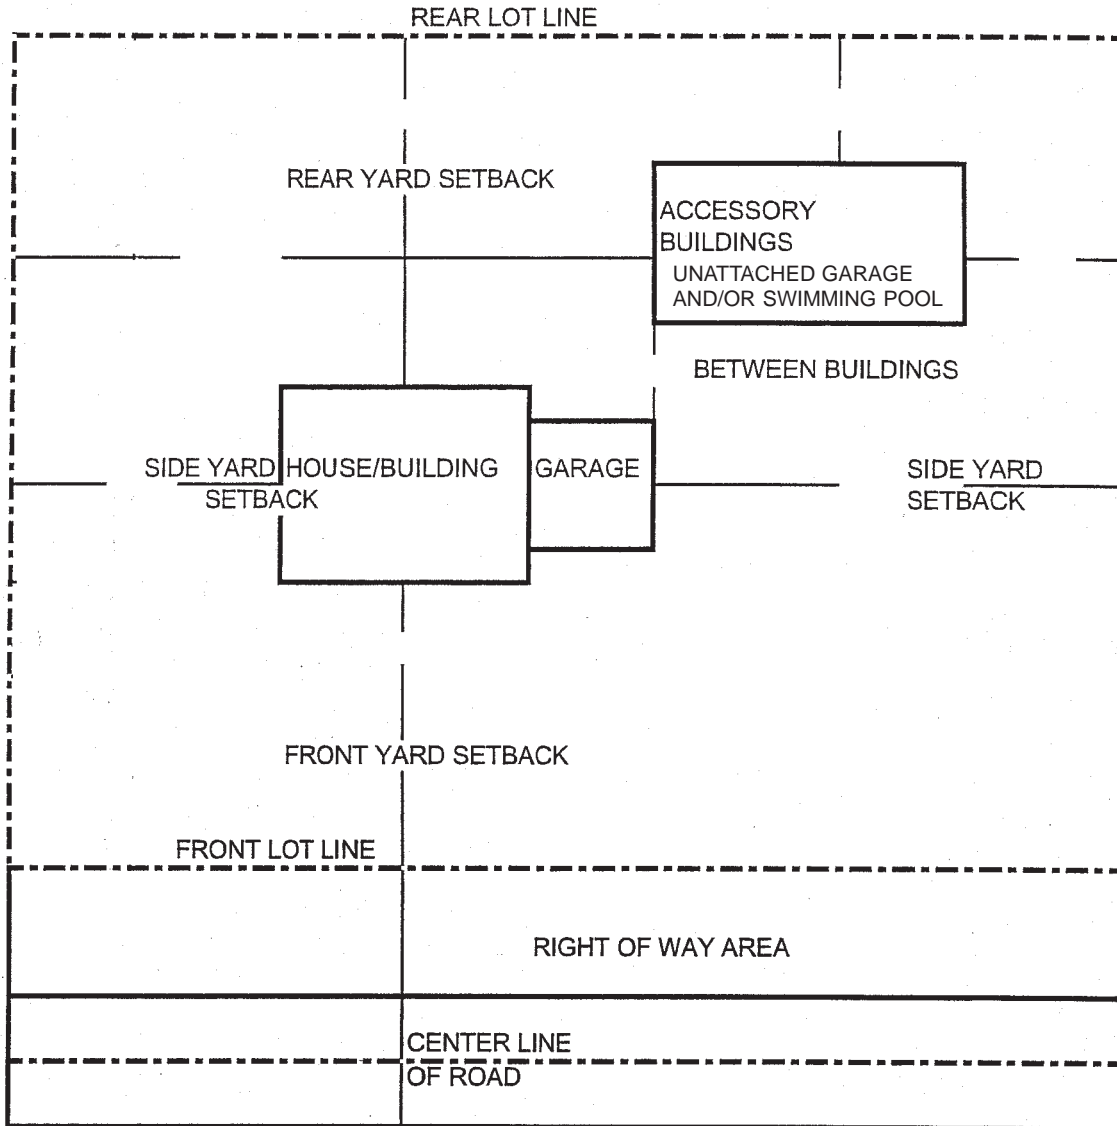 REAR LOT LINE
REAR YARD SETBACK
ACCESSORY
BUILDINGS
UNATTACHED GARAGE
AND/OR SWIMMING POOL
BETWEEN BUILDINGS
SIDE YARD
SETBACK
HOUSE/BUILDING
GARAGE
SIDE YARD
SETBACK
FRONT YARD SETBACK
FRONT LOT LINE
RIGHT OF WAY AREA
CENTER LINE
OF ROAD